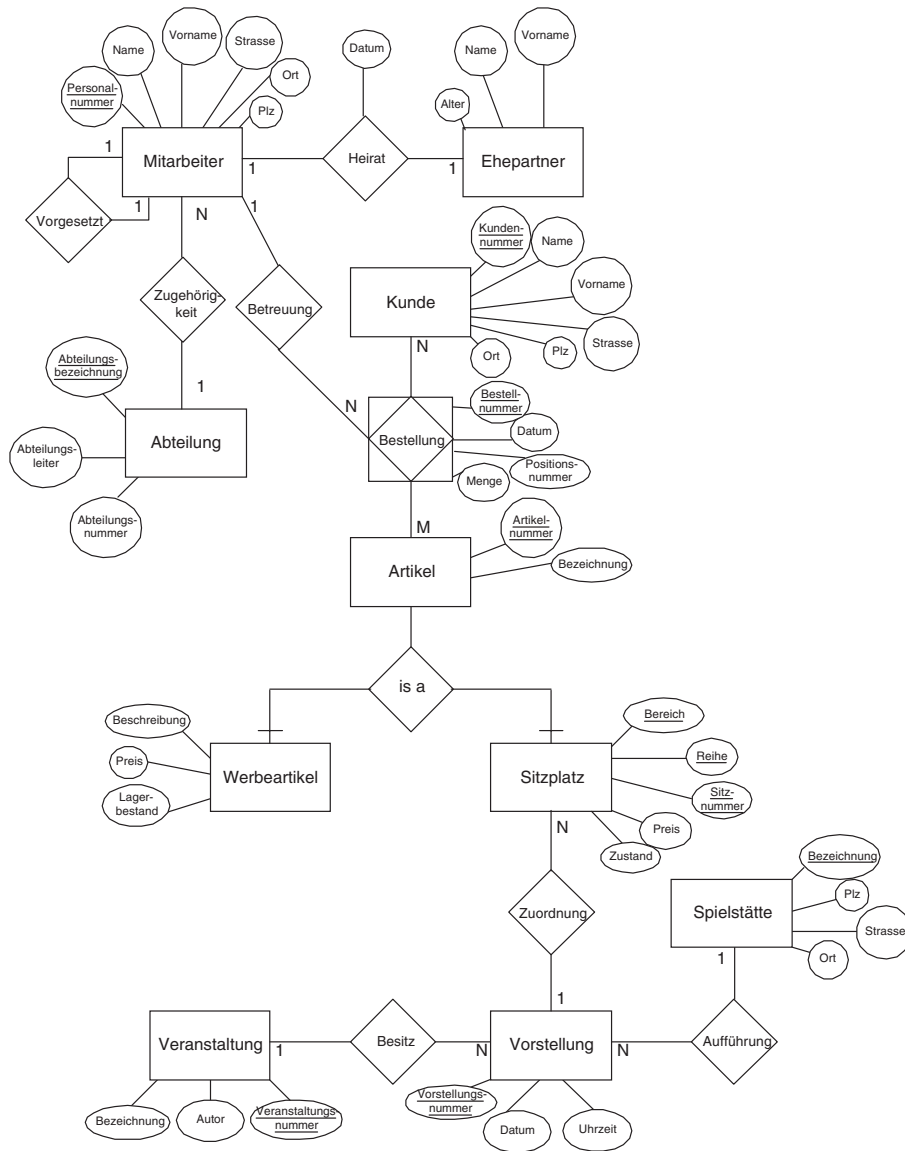 Vorname
Name
Strasse
Datum
Name
Vorname
Ort
Personal-
nummer
Plz
Alter
1
Mitarbeiter
1
Heirat
1
Ehepartner
Vorgesetzt
1
N
1
Kunden-
nummer
Name
Zugehörig-
keit
Betreuung
Kunde
Vorname
Strasse
Ort
Plz
N
Abteilungs-
bezeichnung
1
N
Bestell-
nummer
Datum
Abteilung
Bestellung
Abteilungs-
leiter
Positions-
nummer
Menge
Abteilungs-
nummer
M
Artikel-
nummer
Artikel
Bezeichnung
is a
Beschreibung
Bereich
Preis
Werbeartikel
Sitzplatz
Reihe
Lager-
bestand
Sitz-
nummer
N
Preis
Zustand
Bezeichnung
Plz
Zuordnung
Spielstätte
Strasse
1
Ort
1
Veranstaltung
1
Besitz
N
Vorstellung
N
Aufführung
Bezeichnung
Autor
Veranstaltungs-
nummer
Vorstellungs-
nummer
Datum
Uhrzeit